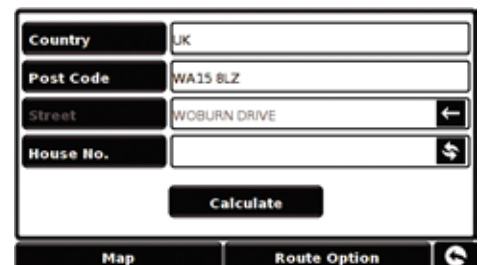 Country UK
Post Code WA15 8LZ
Street WOBURN DRIVE
House No.
Calculate
Map Route Option